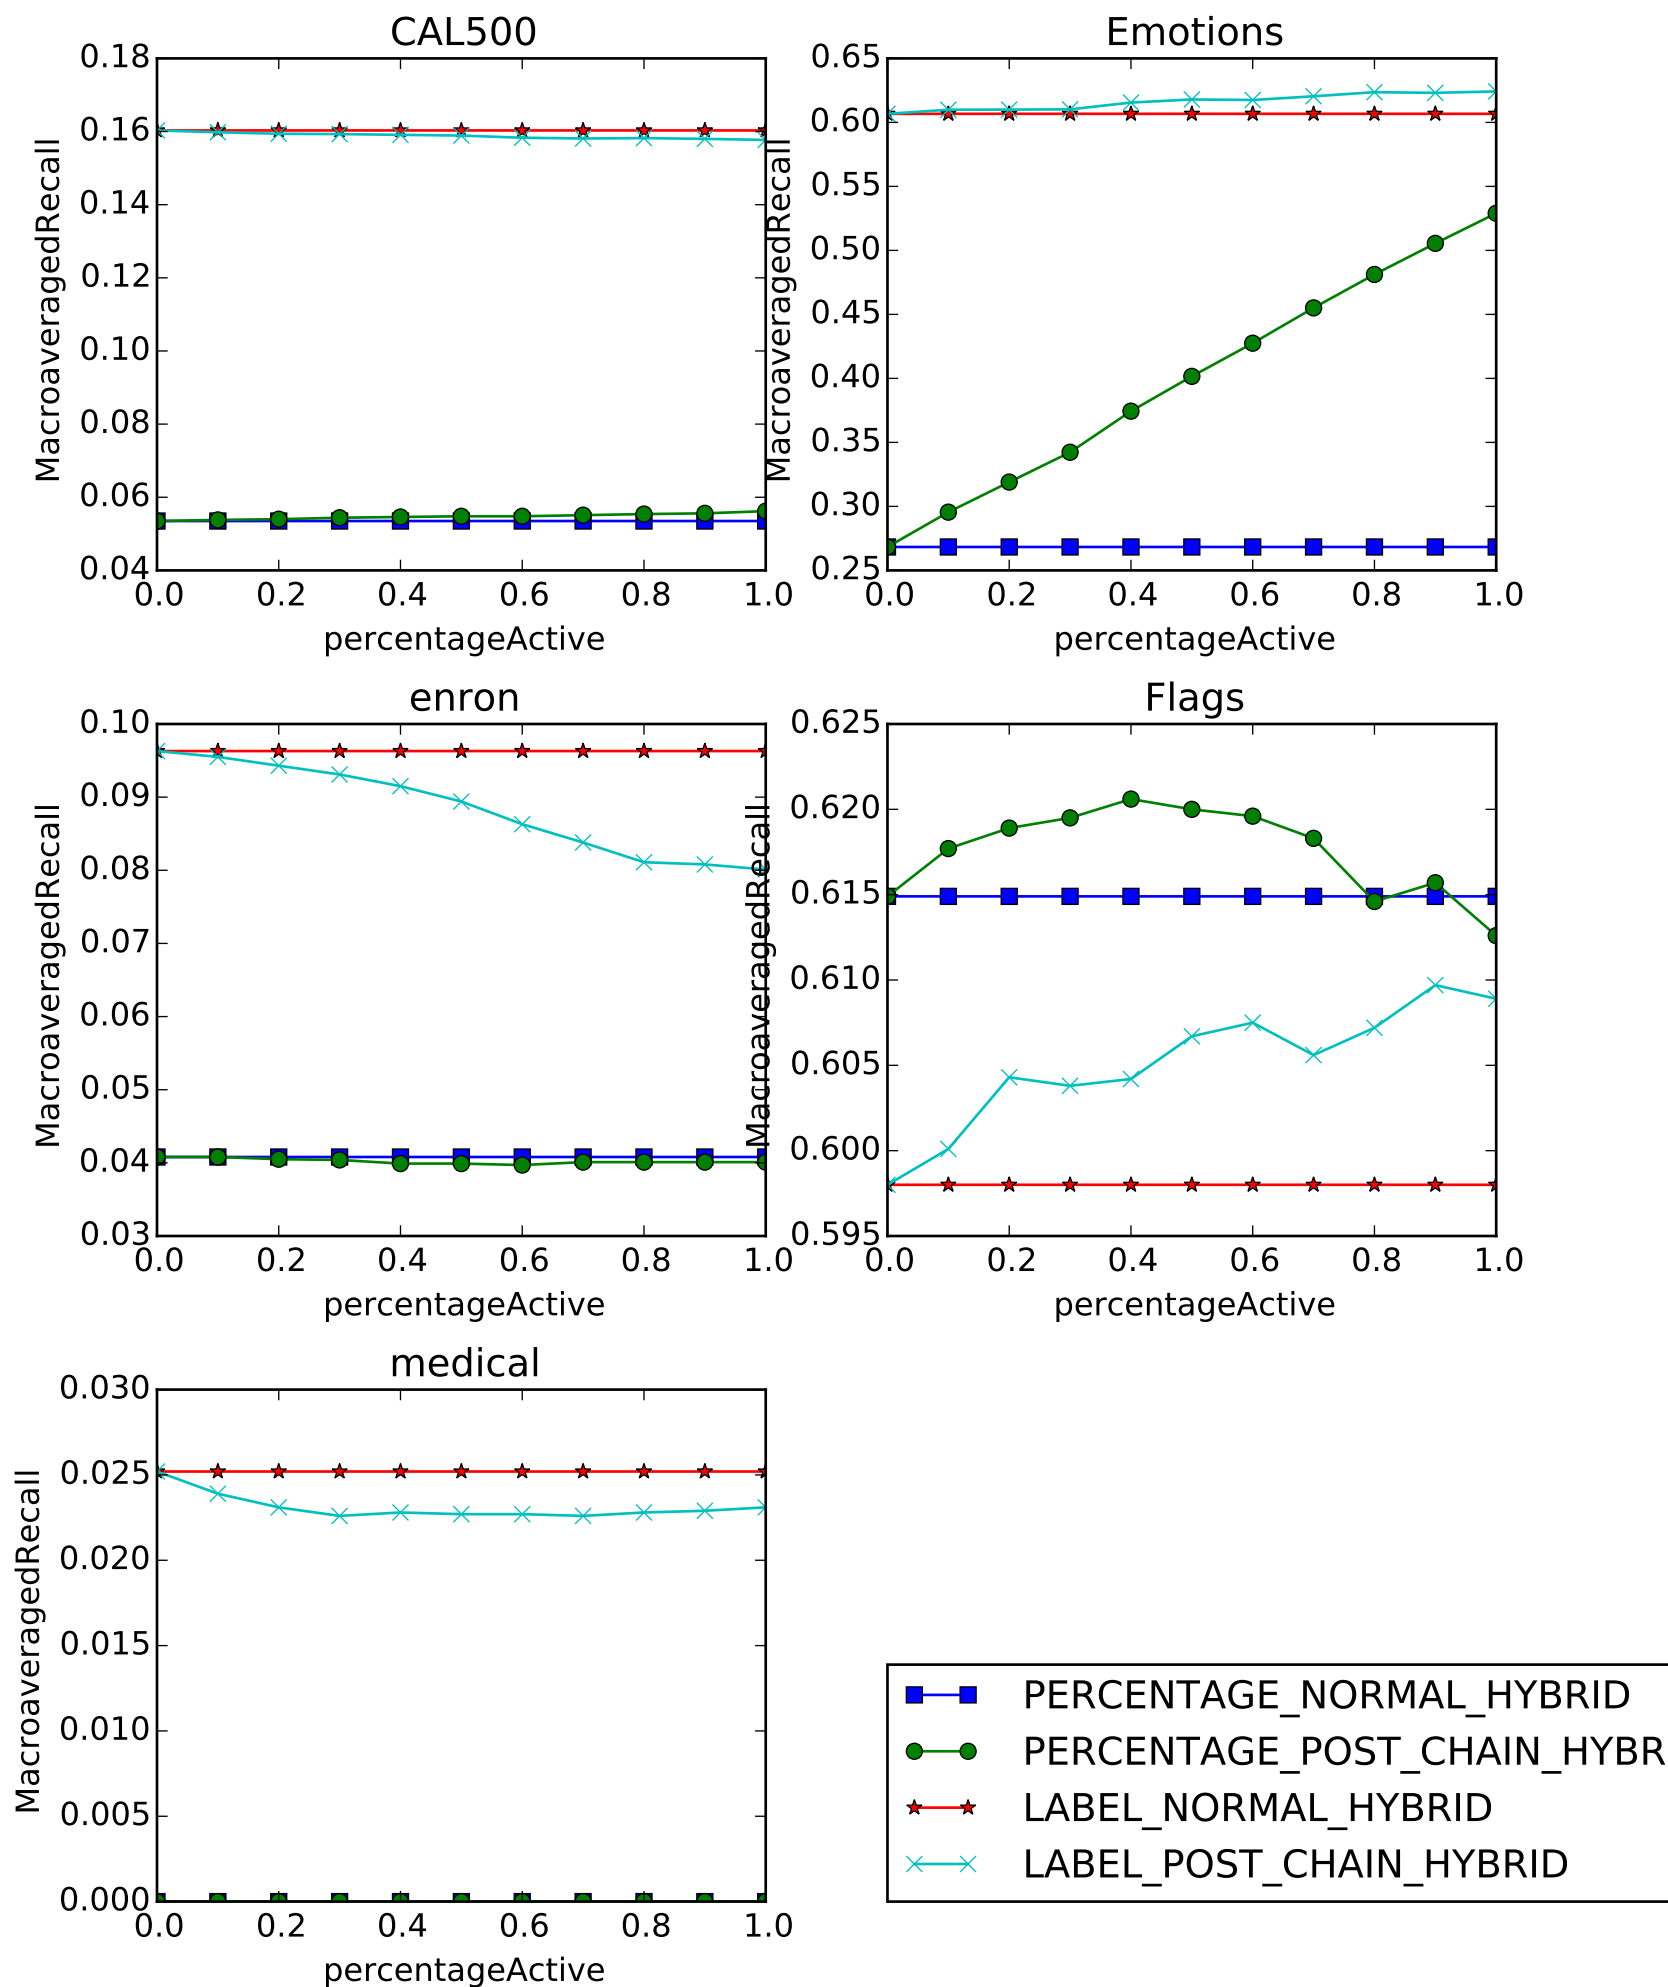 CAL500
0.18
0.16
0.14
0.12
0.10
0.08
0.06
0.04
0.0 0.2 0.4 0.6 0.8 1.0
MacroaveragedRecall
percentageActive
Emotions
0.65
0.60
0.55
0.50
0.45
0.40
0.35
0.30
0.25
0.0 0.2 0.4 0.6 0.8 1.0
MacroaveragedRecall
percentageActive
enron
0.10
0.09
0.08
0.07
0.06
0.05
0.04
0.03
0.0 0.2 0.4 0.6 0.8 1.0
MacroaveragedRecall
percentageActive
Flags
0.625
0.620
0.615
0.610
0.605
0.600
0.595
0.0 0.2 0.4 0.6 0.8 1.0
MacroaveragedRecall
percentageActive
medical
0.030
0.025
0.020
0.015
0.010
0.005
0.000
0.0 0.2 0.4 0.6 0.8 1.0
MacroaveragedRecall
percentageActive
PERCENTAGE_NORMAL_HYBRID
PERCENTAGE_POST_CHAIN_HYBR
LABEL_NORMAL_HYBRID
LABEL_POST_CHAIN_HYBRID